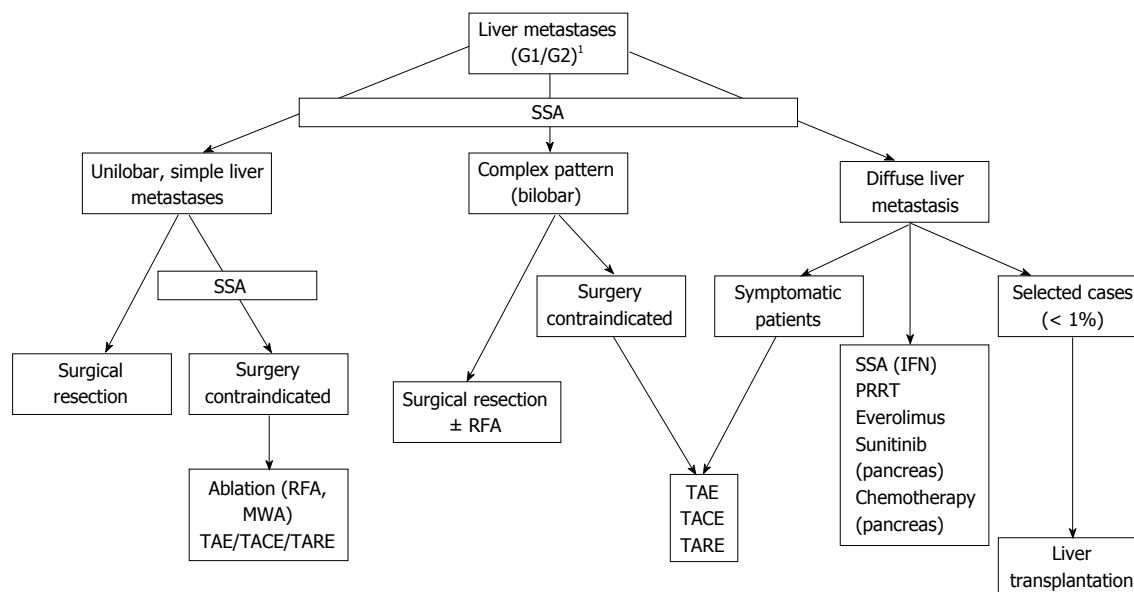 Liver metastases
(G1/G2)¹
SSA
Unilobar, simple liver
metastases
Complex pattern
(bilobar)
Diffuse liver
metastasis
SSA
Surgery
contraindicated
Symptomatic
patients
Selected cases
(< 1%)
Surgical
resection
Surgery
contraindicated
Surgical resection
± RFA
SSA (IFN)
PRRT
Everolimus
Sunitinib
(pancreas)
Chemotherapy
(pancreas)
Ablation (RFA,
MWA)
TAE/TACE/TARE
TAE
TACE
TARE
Liver
transplantation